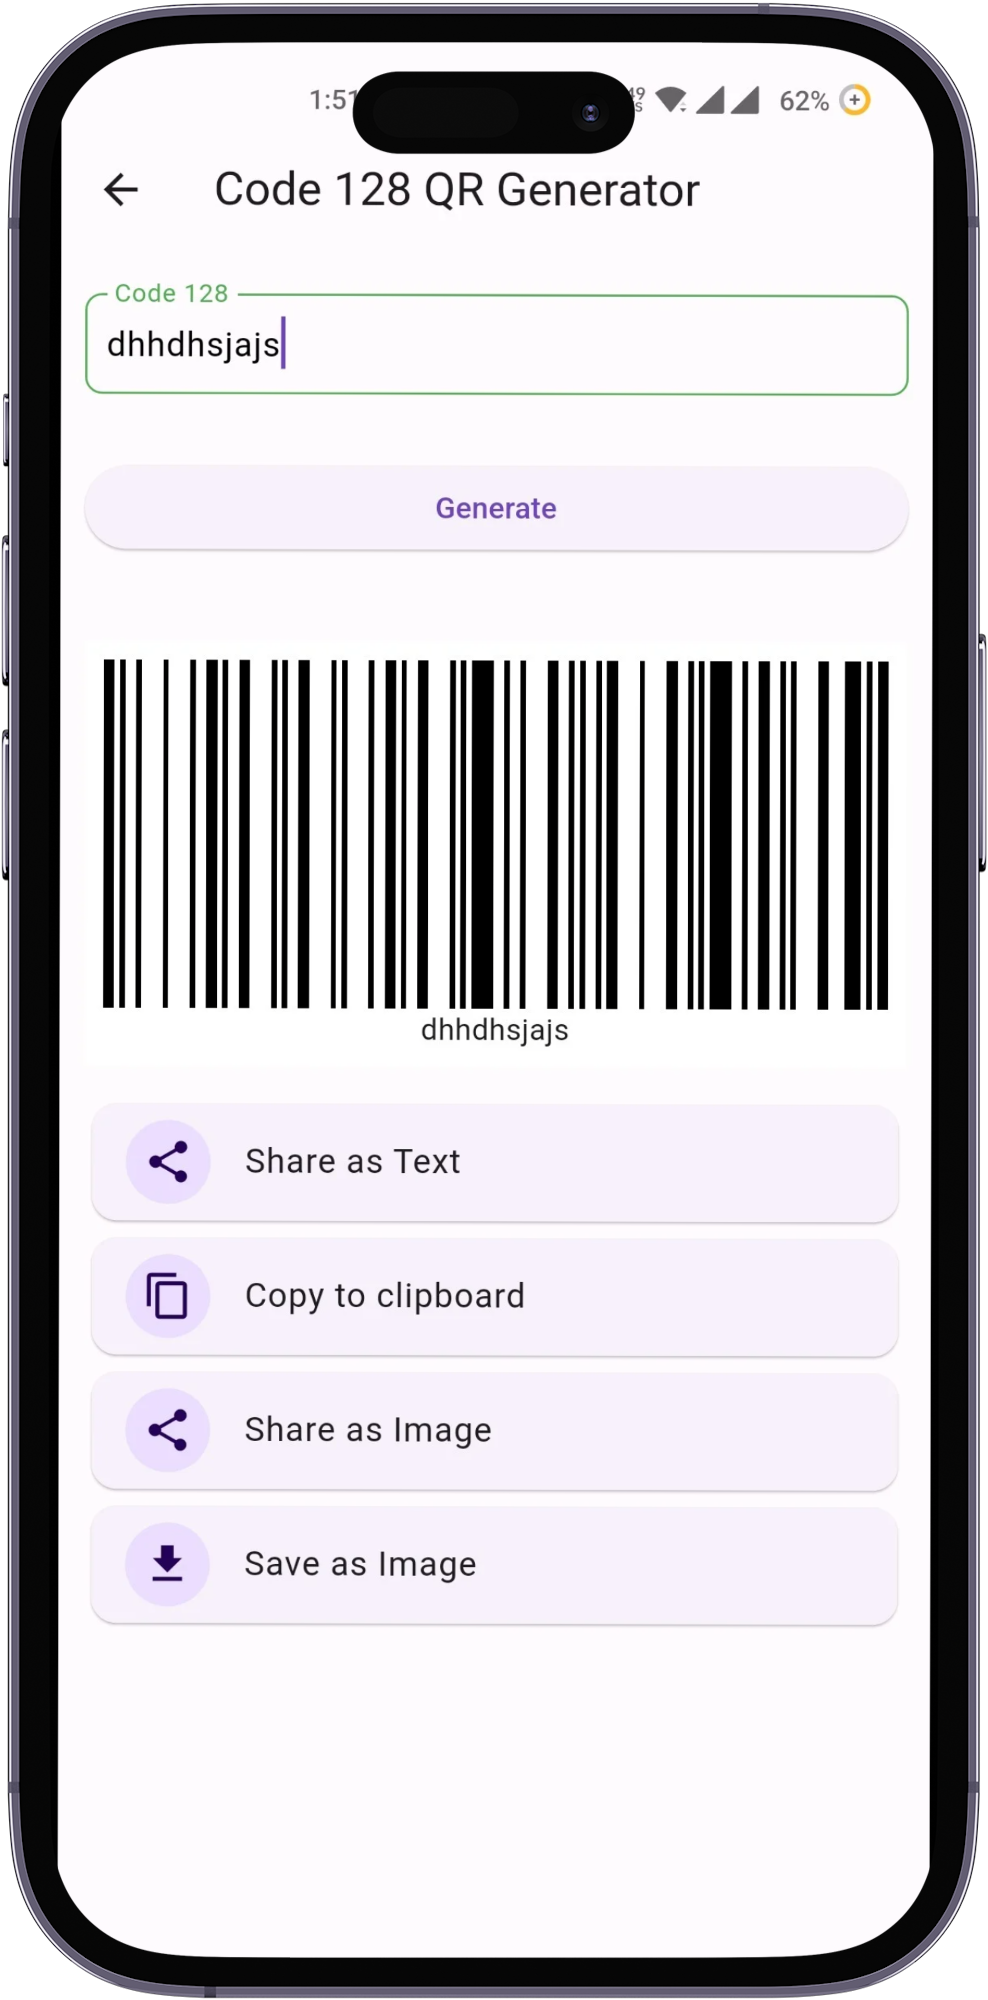 1:51
62%
Code 128 QR Generator
Code 128
dhhdhsjajs
Generate
dhhdhsjajs
Share as Text
Copy to clipboard
Share as Image
Save as Image